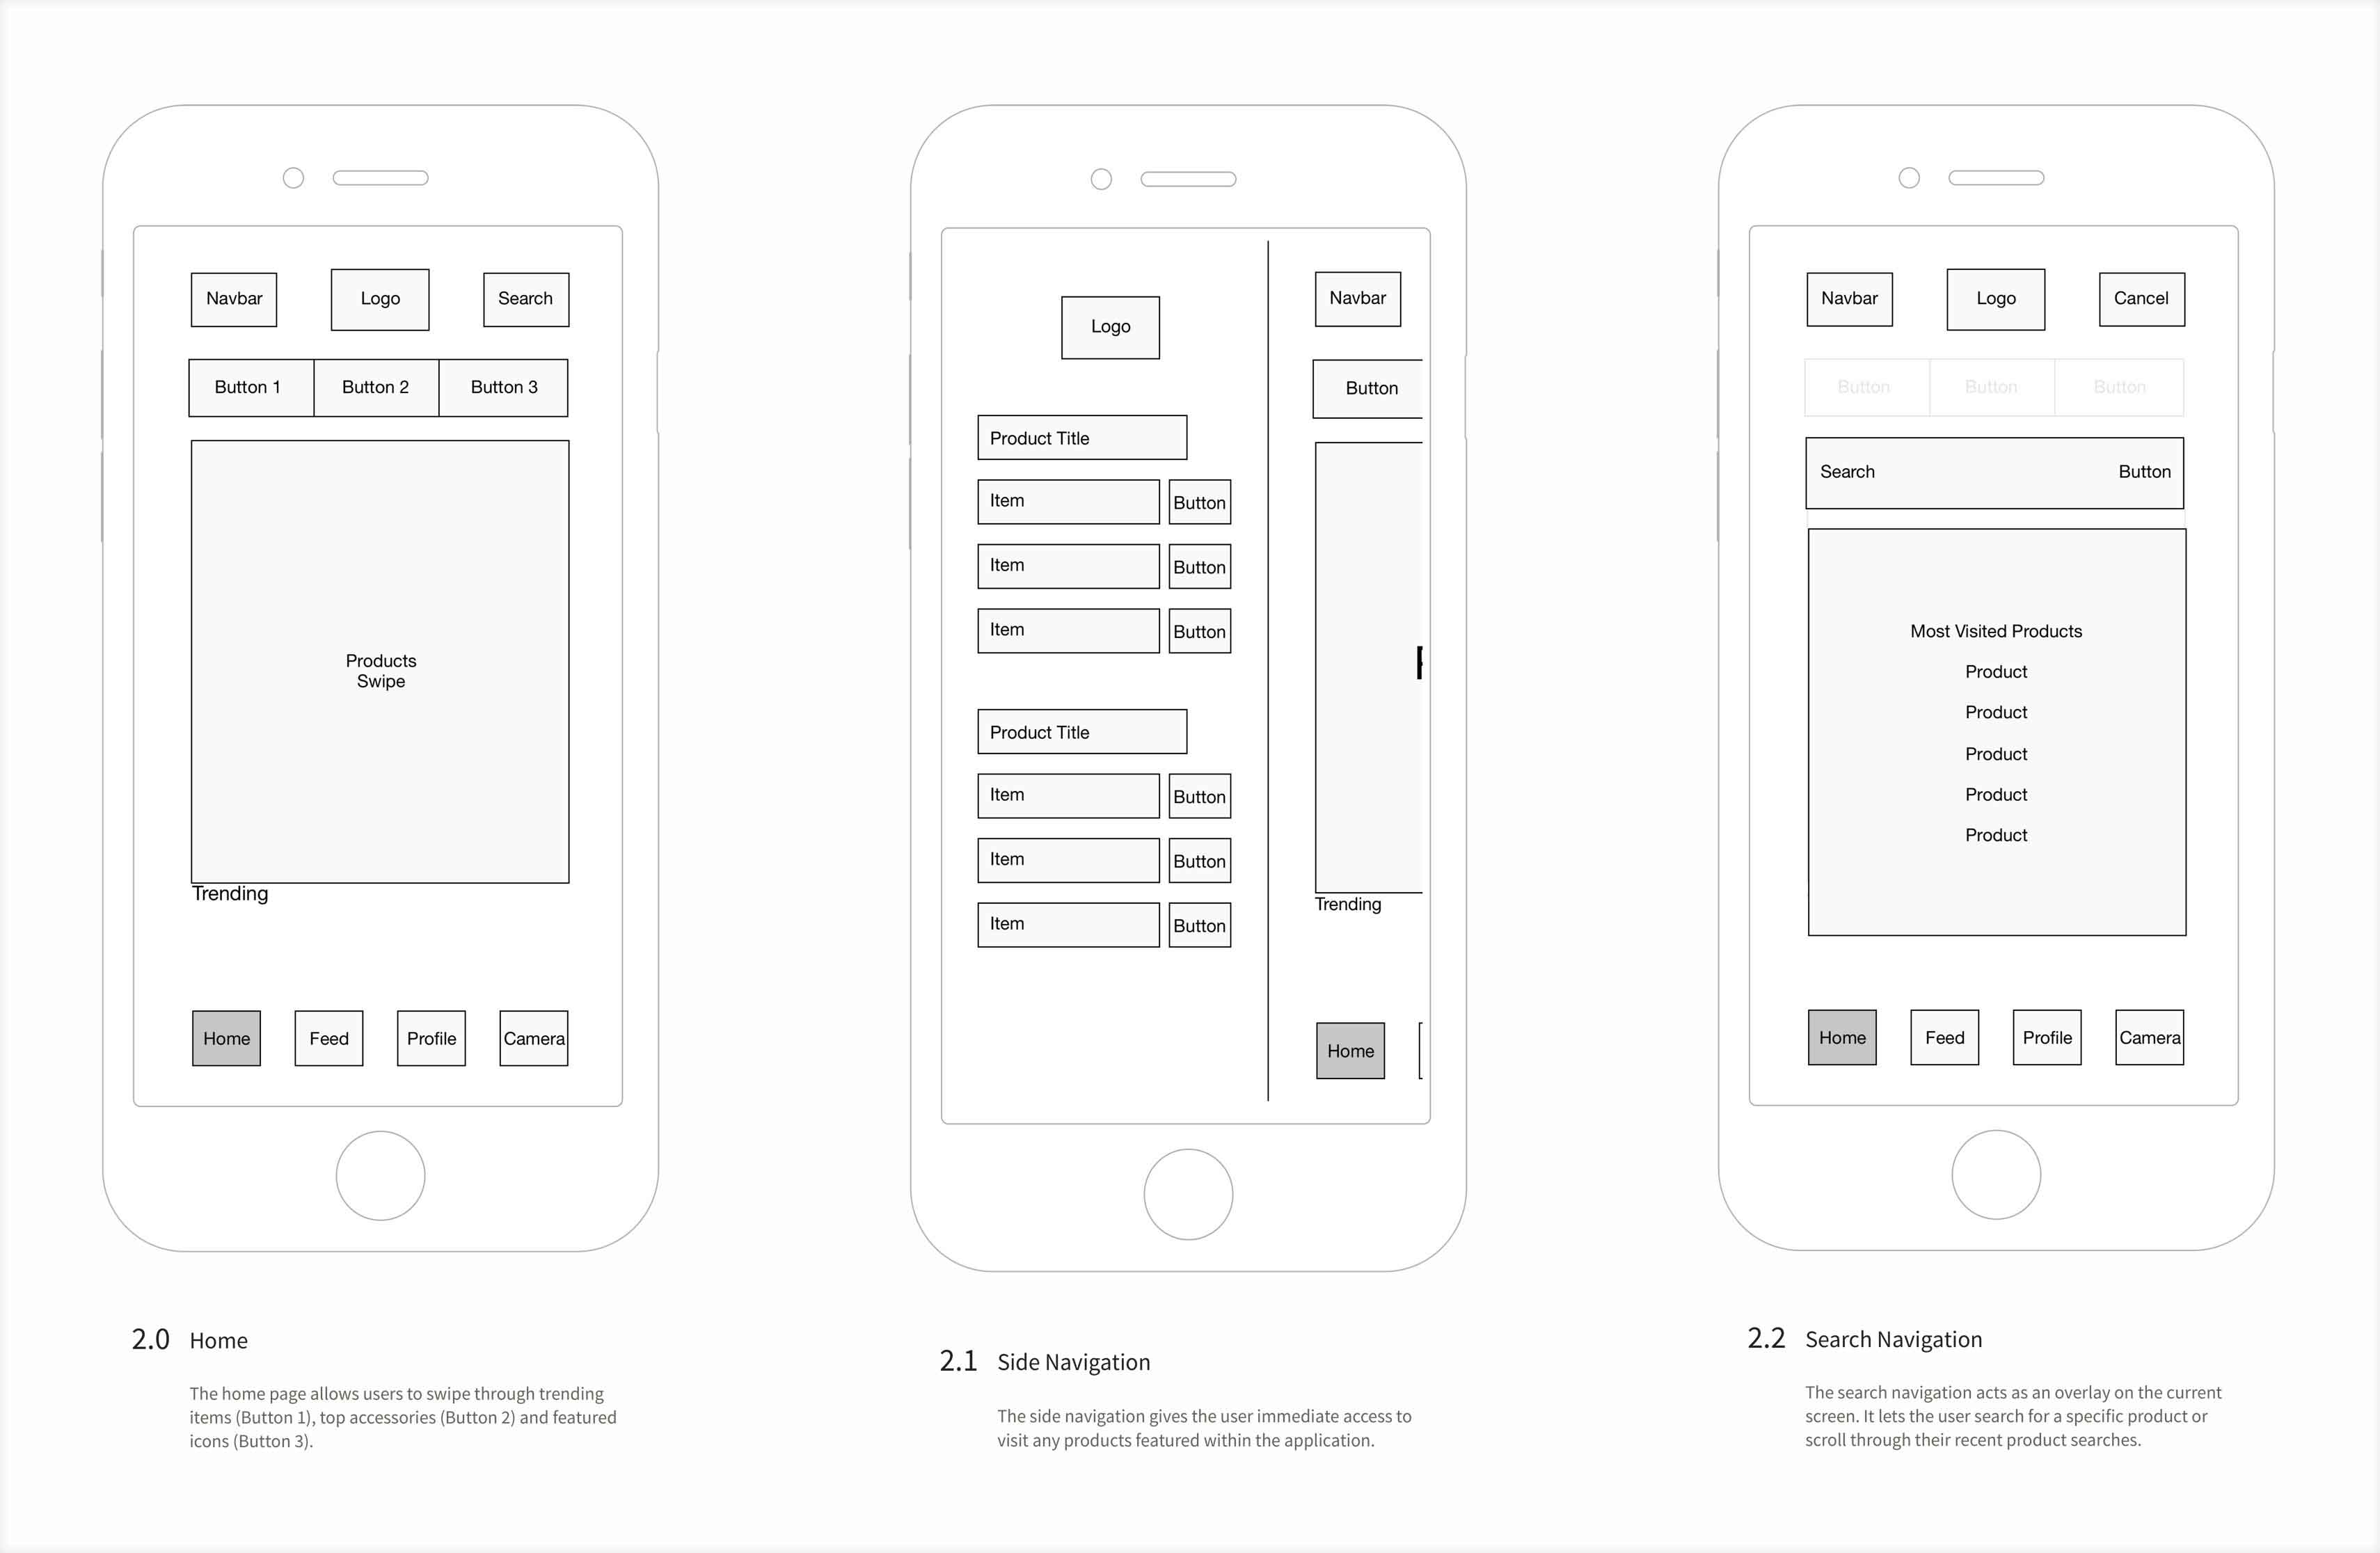 Navbar
Logo
Search
Button 1
Button 2
Button 3
Products
Swipe
Trending
Home
Feed
Profile
Camera
2.0 Home
The home page allows users to swipe through trending
items (Button 1), top accessories (Button 2) and featured
icons (Button 3).
Logo
Product Title
Item
Button
Item
Button
Item
Button
Product Title
Item
Button
Item
Button
Item
Button
Navbar
Button
Trending
Home
2.1 Side Navigation
The side navigation gives the user immediate access to
visit any products featured within the application.
Navbar
Logo
Cancel
Button
Button
Button
Search
Button
Most Visited Products
Product
Product
Product
Product
Product
Home
Feed
Profile
Camera
2.2 Search Navigation
The search navigation acts as an overlay on the current
screen. It lets the user search for a specific product or
scroll through their recent product searches.